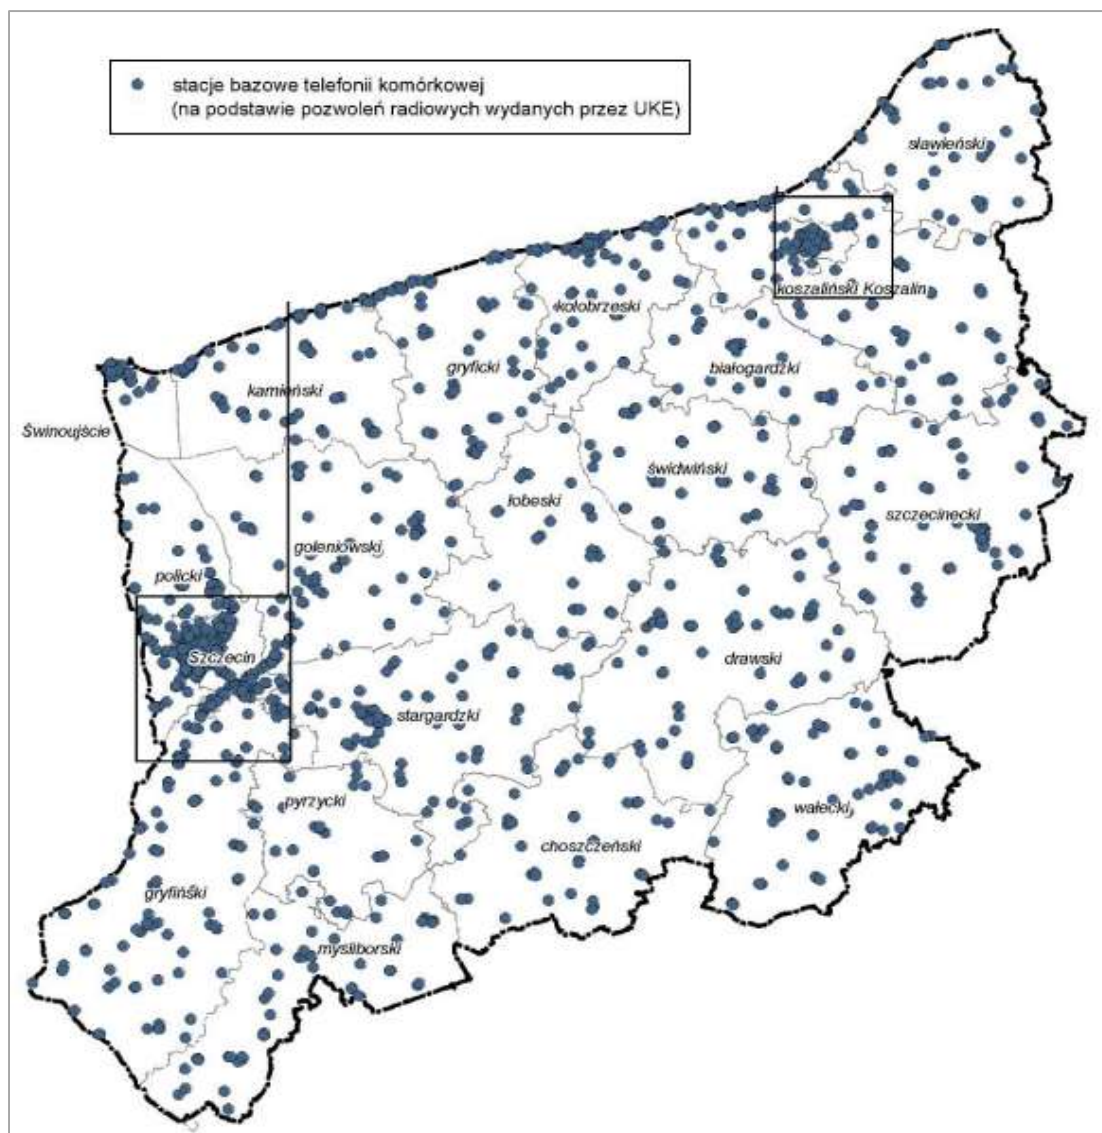 stacje bazowe telefonii komórkowej
(na podstawie pozwoleń radiowych wydanych przez UKE)
sławieński
koszaliński Koszalin
kołobrzeski
gryficki
białogardzki
kamieński
Świnoujście
świdwiński
łobeski
szczecinecki
goleniowski
policki
Szczecin
drawski
stargardzki
pyrzycki
wałecki
choszczeński
gryfiński
myśliborski